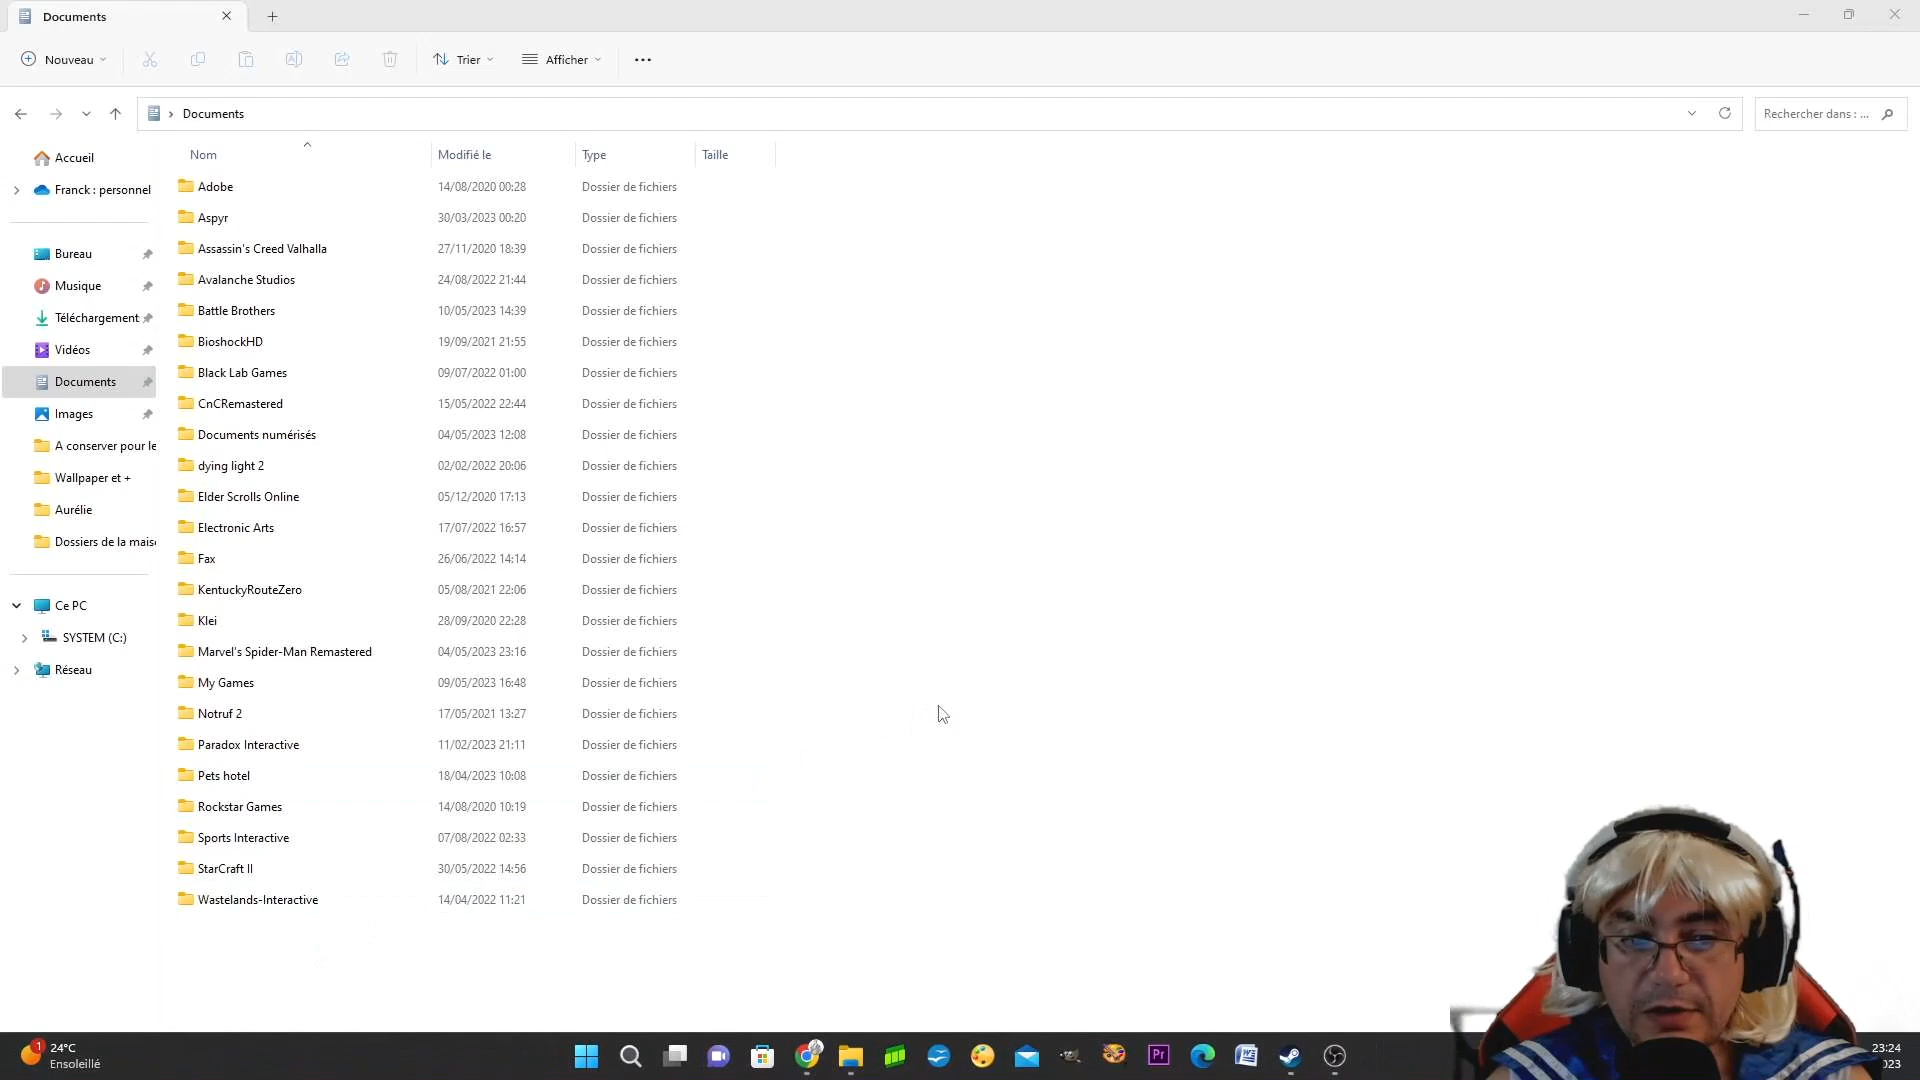 Documents
Nouveau
Trier
Afficher
Documents
Rechercher dans : ...
Nom Modifié le Type Taille
Accueil
Franck : personnel
Bureau
Musique
Téléchargement
Vidéos
Documents
Images
A conserver pour le
Wallpaper et +
Aurélie
Dossiers de la mais
Ce PC
SYSTEM (C:)
Réseau
Adobe 14/08/2020 00:28 Dossier de fichiers
Aspyr 30/03/2023 00:20 Dossier de fichiers
Assassin's Creed Valhalla 27/11/2020 18:39 Dossier de fichiers
Avalanche Studios 24/08/2022 21:44 Dossier de fichiers
Battle Brothers 10/05/2023 14:39 Dossier de fichiers
BioshockHD 19/09/2021 21:55 Dossier de fichiers
Black Lab Games 09/07/2022 01:00 Dossier de fichiers
CnCRemastered 15/05/2022 22:44 Dossier de fichiers
Documents numérisés 04/05/2023 12:08 Dossier de fichiers
dying light 2 02/02/2022 20:06 Dossier de fichiers
Elder Scrolls Online 05/12/2020 17:13 Dossier de fichiers
Electronic Arts 17/07/2022 16:57 Dossier de fichiers
Fax 26/06/2022 14:14 Dossier de fichiers
KentuckyRouteZero 05/08/2021 22:06 Dossier de fichiers
Klei 28/09/2020 22:28 Dossier de fichiers
Marvel's Spider-Man Remastered 04/05/2023 23:16 Dossier de fichiers
My Games 09/05/2023 16:48 Dossier de fichiers
Notruf 2 17/05/2021 13:27 Dossier de fichiers
Paradox Interactive 11/02/2023 21:11 Dossier de fichiers
Pets hotel 18/04/2023 10:08 Dossier de fichiers
Rockstar Games 14/08/2020 10:19 Dossier de fichiers
Sports Interactive 07/08/2022 02:33 Dossier de fichiers
StarCraft II 30/05/2022 14:56 Dossier de fichiers
Wastelands-Interactive 14/04/2022 11:21 Dossier de fichiers
1
24°C
Ensoleillé
Pr
W
23:24
023